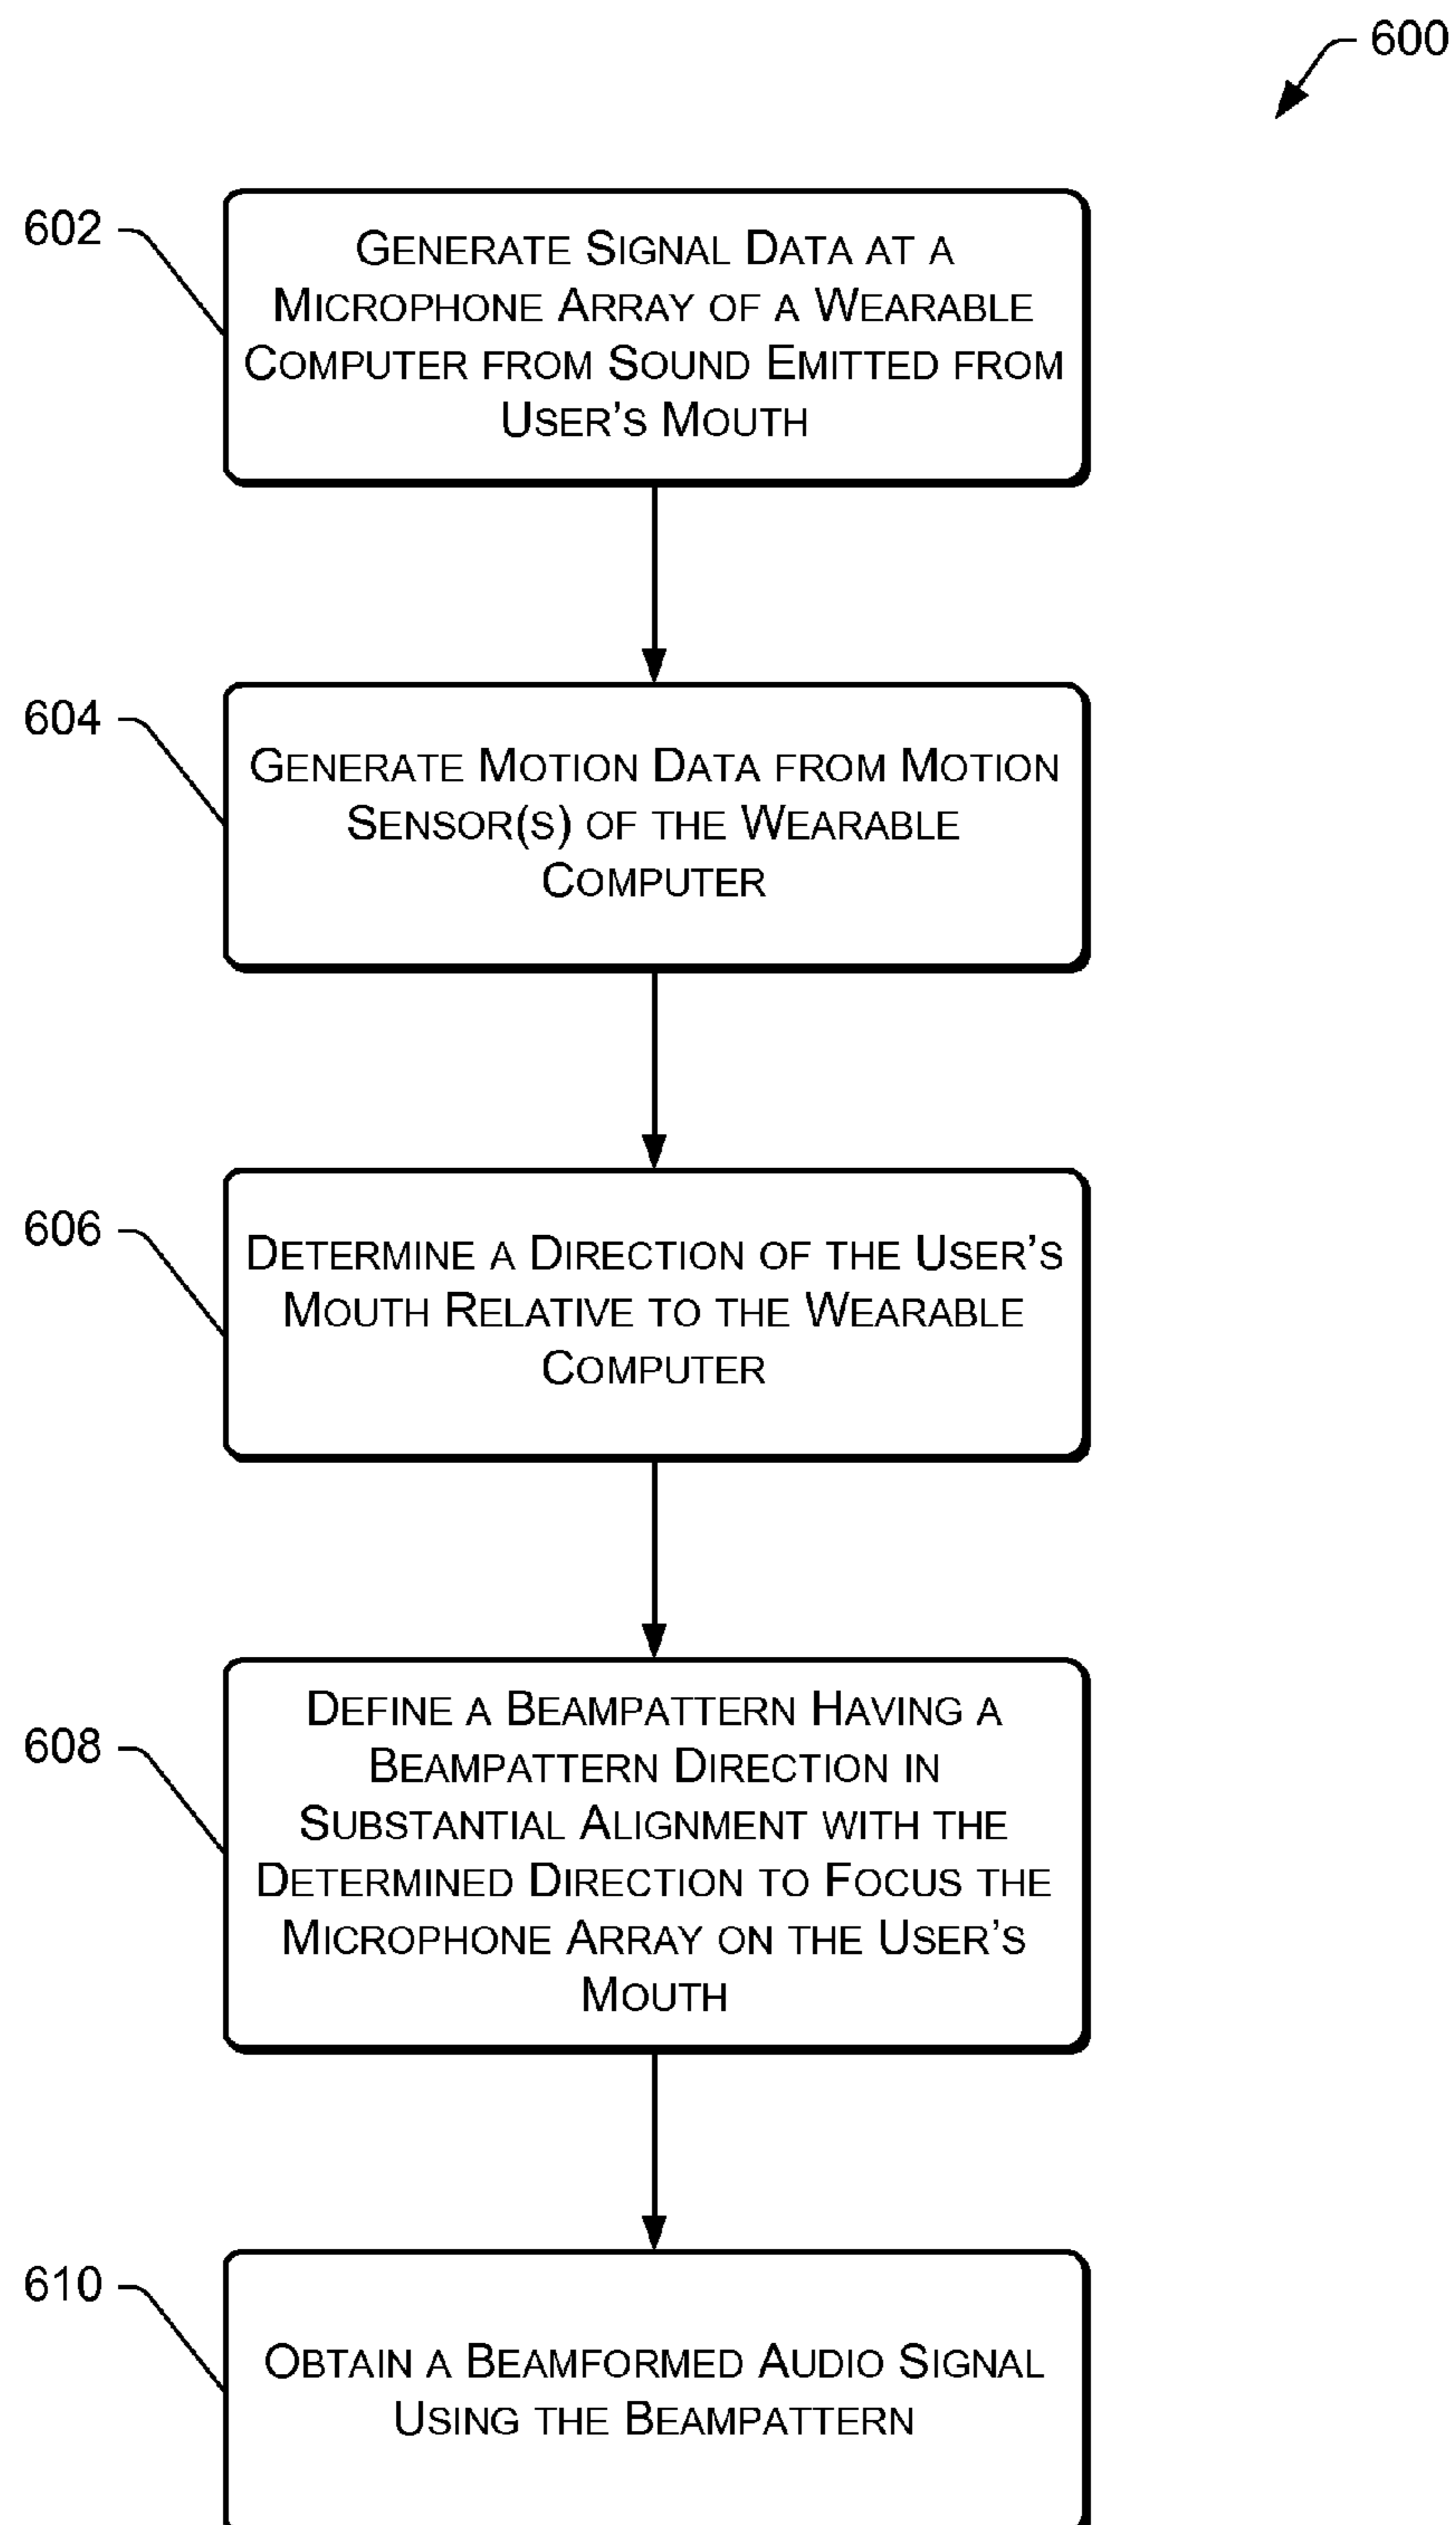 600
602
GENERATE SIGNAL DATA AT A
MICROPHONE ARRAY OF A WEARABLE
COMPUTER FROM SOUND EMITTED FROM
USER'S MOUTH
604
GENERATE MOTION DATA FROM MOTION
SENSOR(S) OF THE WEARABLE
COMPUTER
606
DETERMINE A DIRECTION OF THE USER'S
MOUTH RELATIVE TO THE WEARABLE
COMPUTER
608
DEFINE A BEAMPATTERN HAVING A
BEAMPATTERN DIRECTION IN
SUBSTANTIAL ALIGNMENT WITH THE
DETERMINED DIRECTION TO FOCUS THE
MICROPHONE ARRAY ON THE USER'S
MOUTH
610
OBTAIN A BEAMFORMED AUDIO SIGNAL
USING THE BEAMPATTERN